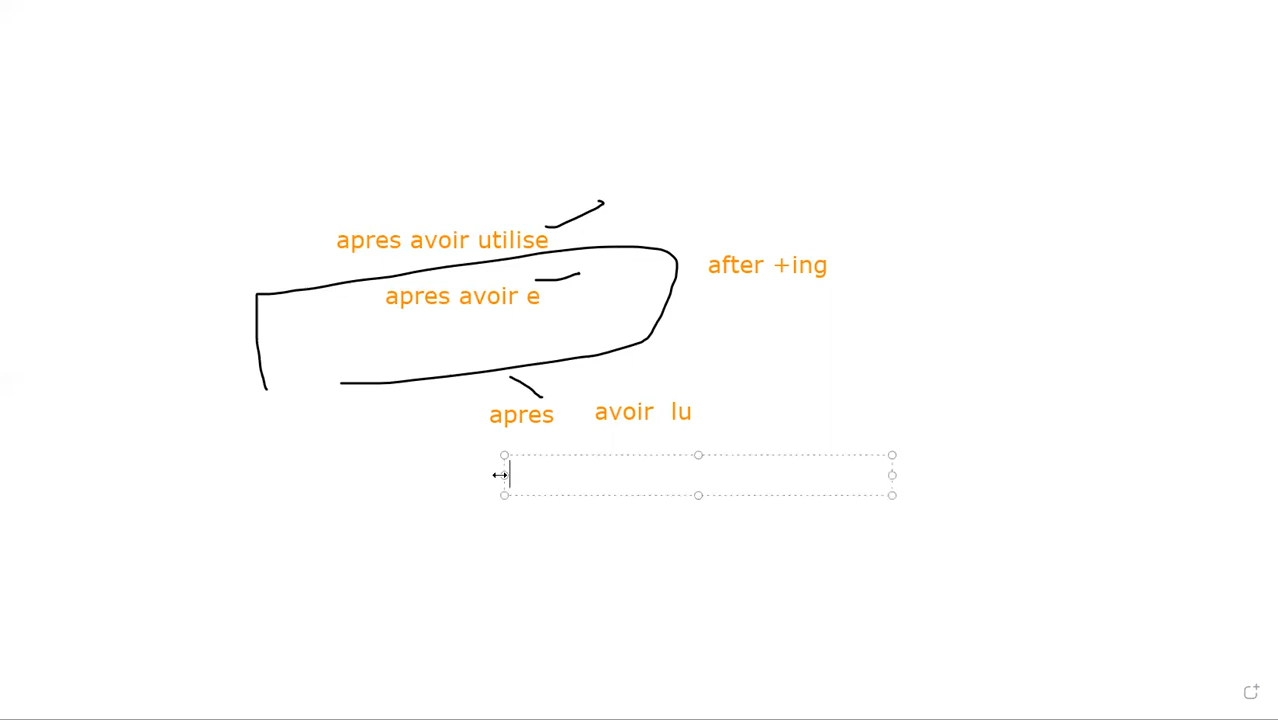 apres avoir utilise
after +ing
apres avoir e
apres avoir lu